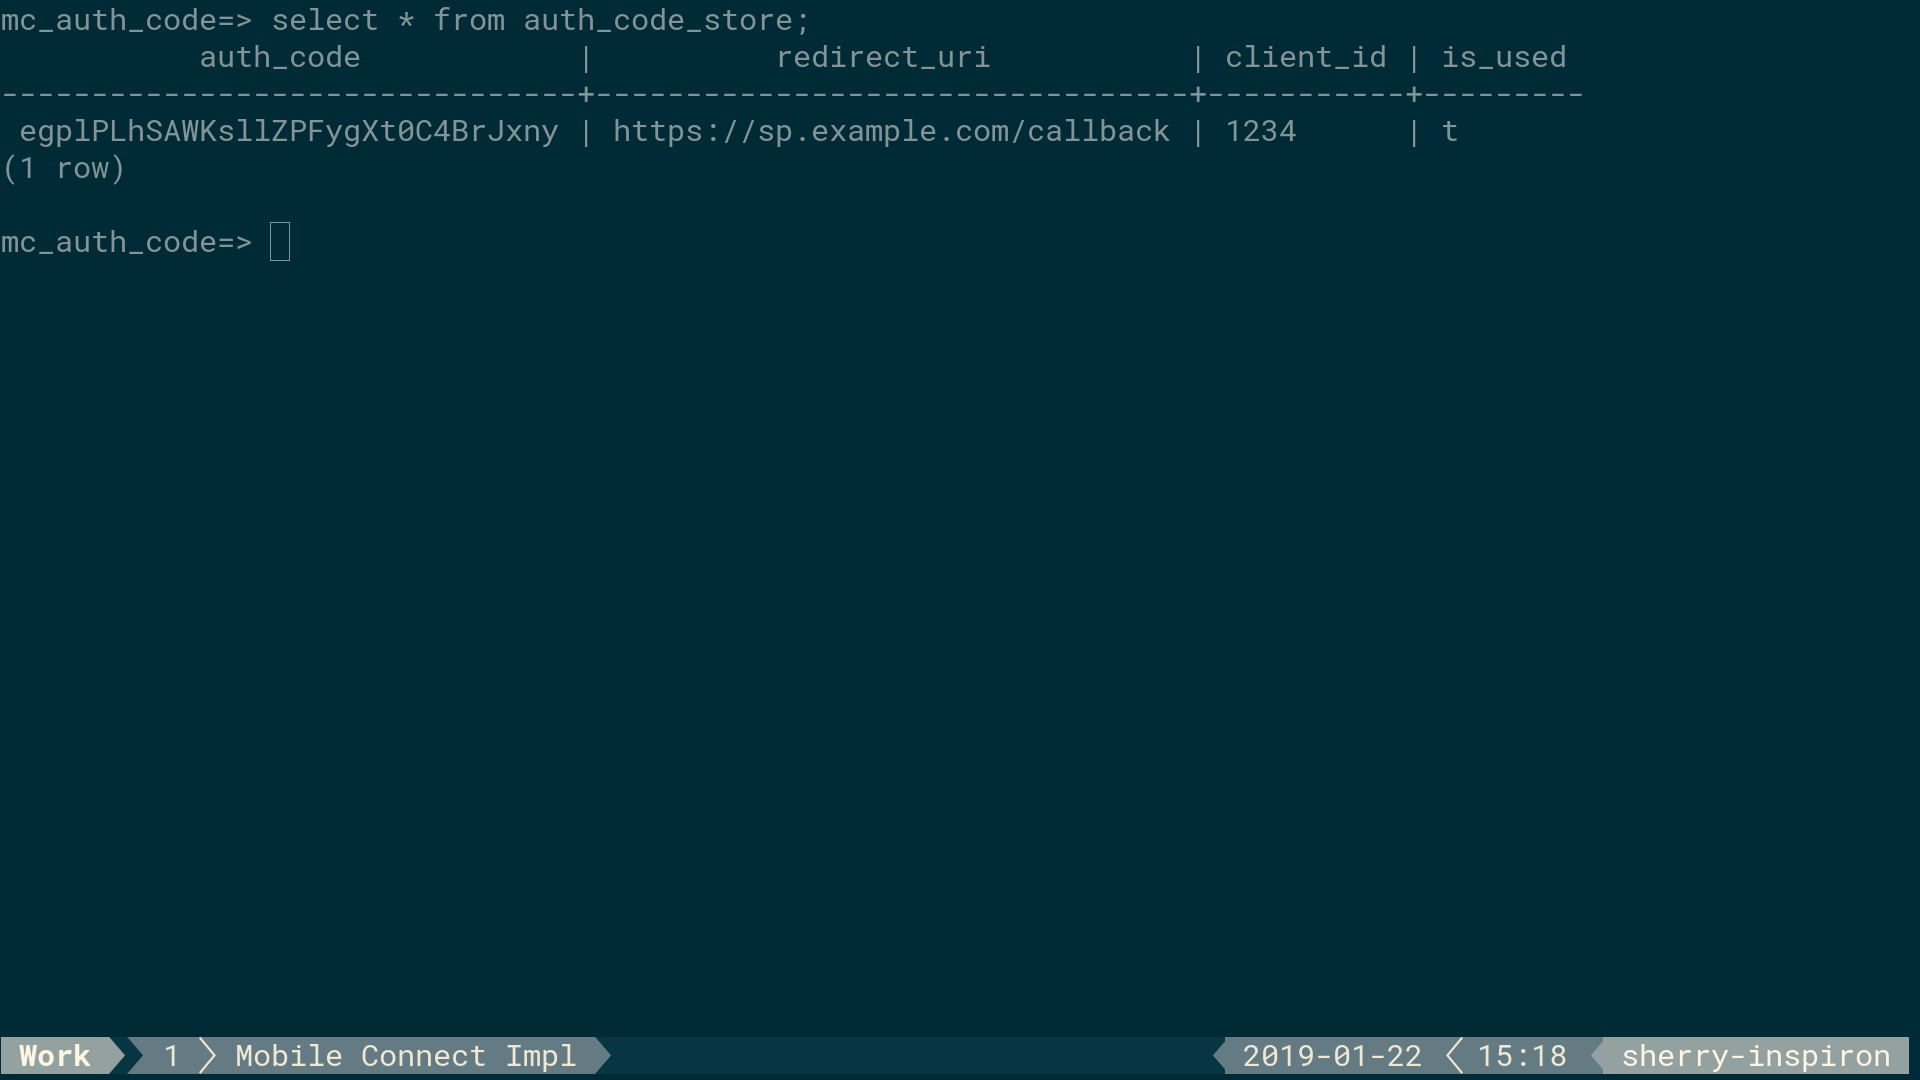 mc_auth_code=> select * from auth_code_store;
auth_code | redirect_uri | client_id | is_used
--------------------------------+---------------------------------+-----------+---------
egplPLhSAWKsllZPFygXt0C4BrJxny | https://sp.example.com/callback | 1234 | t
(1 row)
mc_auth_code=>
Work 1 Mobile Connect Impl 2019-01-22 15:18 sherry-inspiron